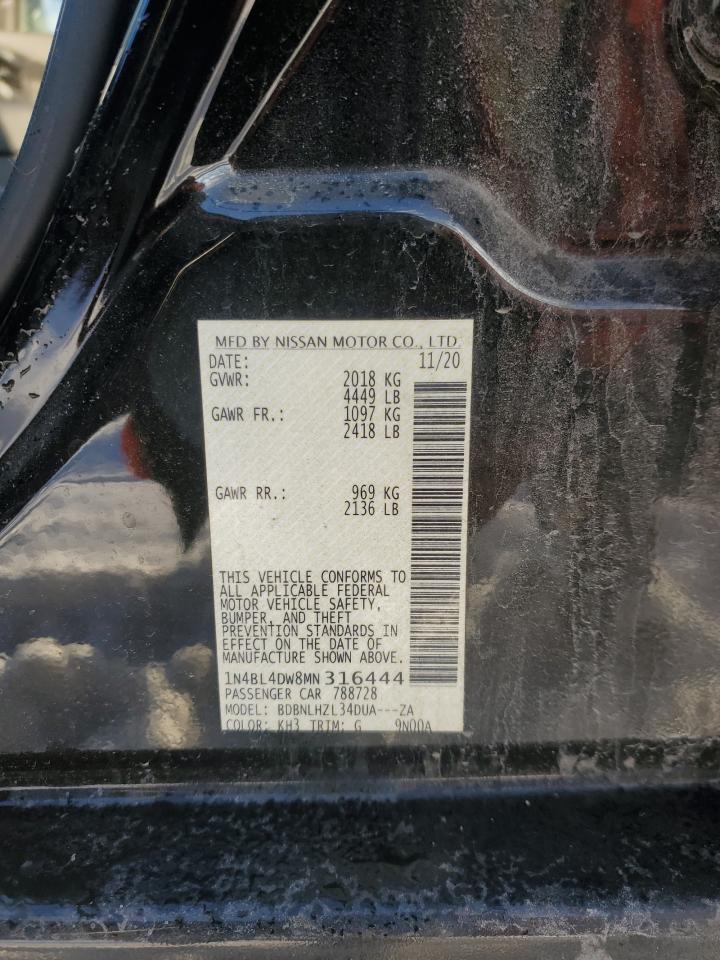 MFD BY NISSAN MOTOR CO., LTD
DATE: 11/20
GVWR: 2018 KG
4449 LB
GAWR FR.: 1097 KG
2418 LB
GAWR RR.: 969 KG
2136 LB
THIS VEHICLE CONFORMS TO
ALL APPLICABLE FEDERAL
MOTOR VEHICLE SAFETY,
BUMPER, AND THEFT
PREVENTION STANDARDS IN
EFFECT ON THE DATE OF
MANUFACTURE SHOWN ABOVE.
1N4BL4DW8MN316444
PASSENGER CAR 788728
MODEL: BDBNLHZL34DUA---ZA
COLOR: KH3 TRIM: G 9N00A